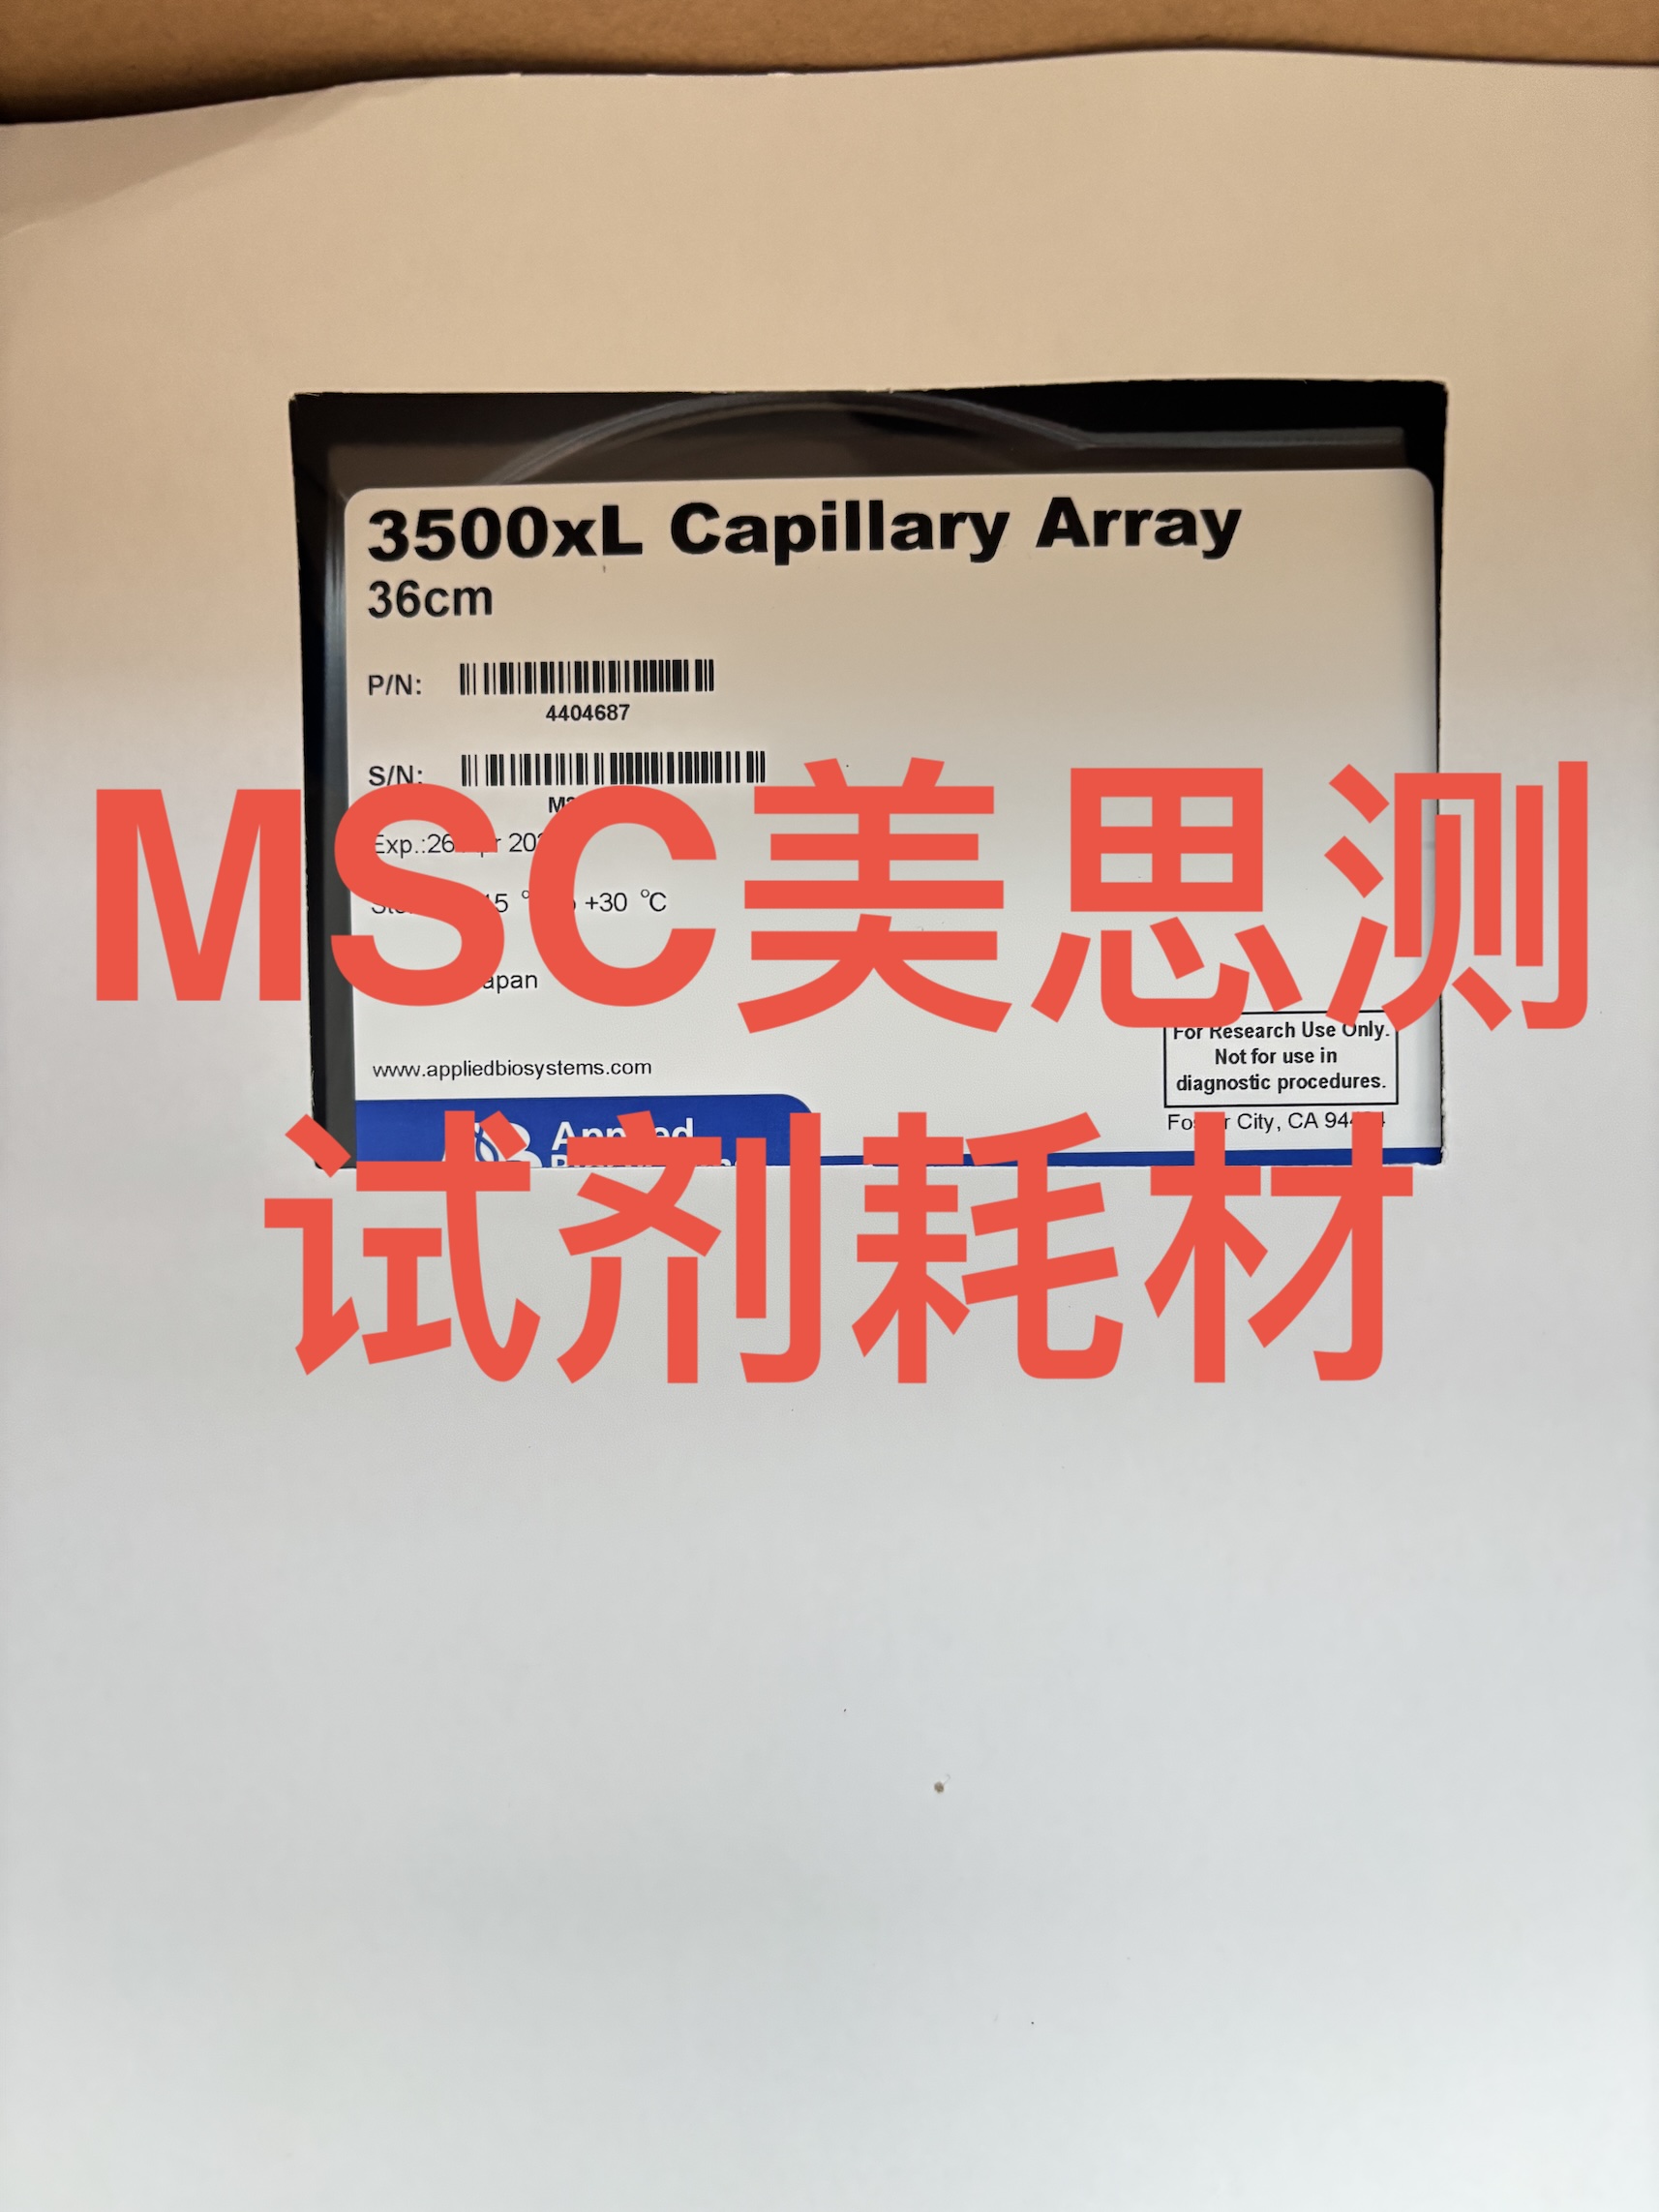 3500xL Capillary Array
36cm
P/N:
4404687
S/N:
MSC美思测
+30 °C
www.appliedbiosystems.com
For Research Use Only.
Not for use in
diagnostic procedures.
City, CA
Applied
试剂耗材